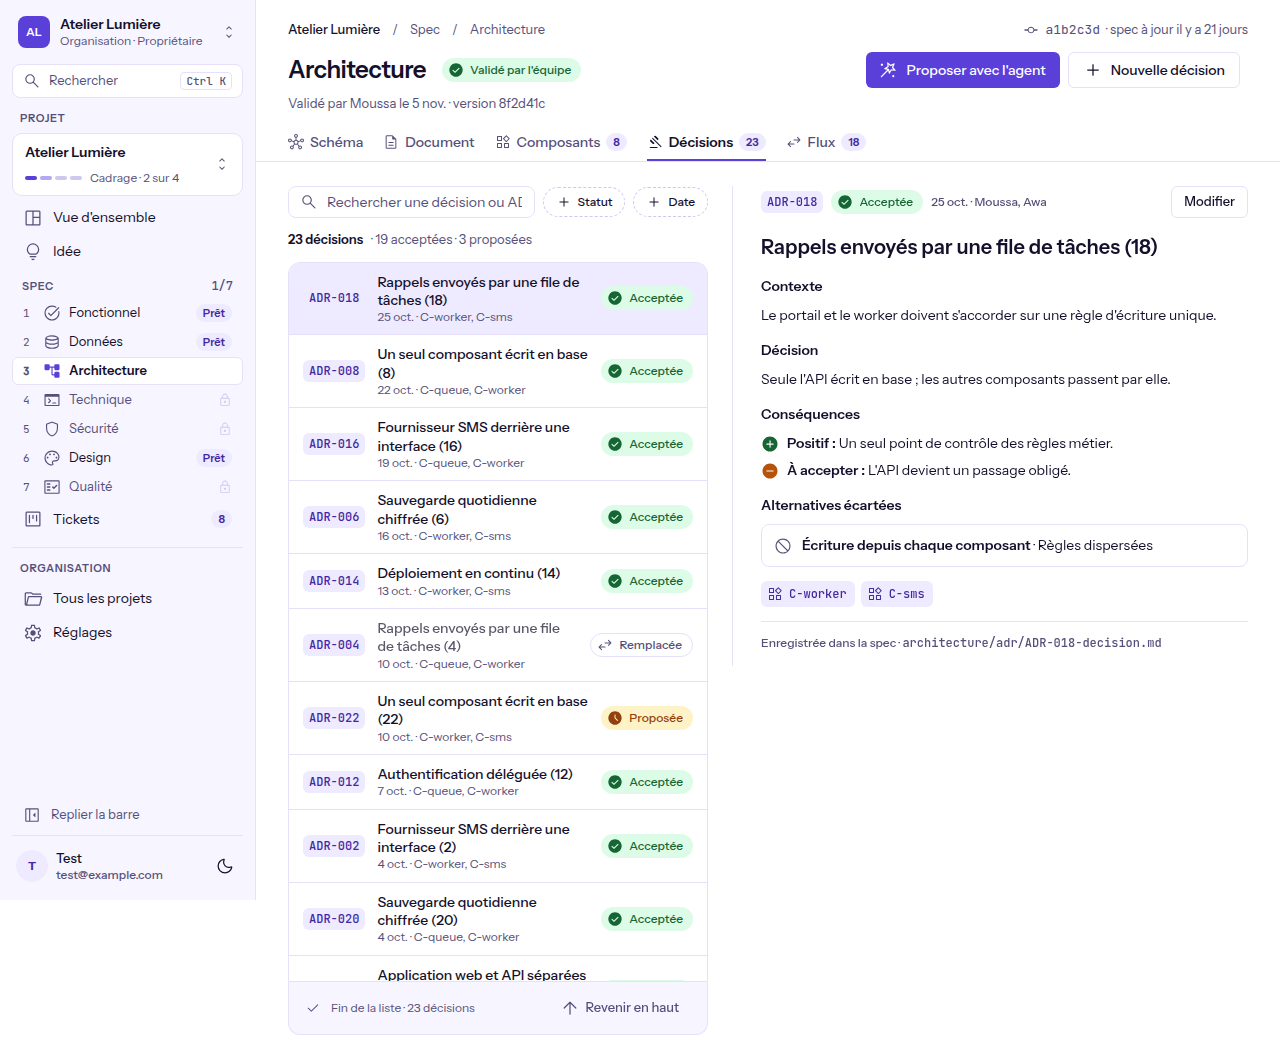 AL
Atelier Lumière
Organisation · Propriétaire
Rechercher
Ctrl K
PROJET
Atelier Lumière
Cadrage · 2 sur 4
Vue d'ensemble
Idée
SPEC 1/7
1 Fonctionnel Prêt
2 Données Prêt
3 Architecture
4 Technique
5 Sécurité
6 Design Prêt
7 Qualité
Tickets 8
ORGANISATION
Tous les projets
Réglages
Replier la barre
T
Test
test@example.com
Atelier Lumière / Spec / Architecture
a1b2c3d · spec à jour il y a 21 jours
Architecture
Validé par l'équipe
Proposer avec l'agent
Nouvelle décision
Validé par Moussa le 5 nov. · version 8f2d41c
Schéma
Document
Composants 8
Décisions 23
Flux 18
Rechercher une décision ou AD
Statut
Date
23 décisions · 19 acceptées · 3 proposées
ADR-018
Rappels envoyés par une file de
tâches (18)
25 oct. · C-worker, C-sms
Acceptée
ADR-008
Un seul composant écrit en base
(8)
22 oct. · C-queue, C-worker
Acceptée
ADR-016
Fournisseur SMS derrière une
interface (16)
19 oct. · C-queue, C-worker
Acceptée
ADR-006
Sauvegarde quotidienne
chiffrée (6)
16 oct. · C-worker, C-sms
Acceptée
ADR-014
Déploiement en continu (14)
13 oct. · C-worker, C-sms
Acceptée
ADR-004
Rappels envoyés par une file
de tâches (4)
10 oct. · C-queue, C-worker
Remplacée
ADR-022
Un seul composant écrit en base
(22)
10 oct. · C-worker, C-sms
Proposée
ADR-012
Authentification déléguée (12)
7 oct. · C-queue, C-worker
Acceptée
ADR-002
Fournisseur SMS derrière une
interface (2)
4 oct. · C-worker, C-sms
Acceptée
ADR-020
Sauvegarde quotidienne
chiffrée (20)
4 oct. · C-queue, C-worker
Acceptée
Application web et API séparées
Fin de la liste · 23 décisions
Revenir en haut
ADR-018
Acceptée
25 oct. · Moussa, Awa
Modifier
Rappels envoyés par une file de tâches (18)
Contexte
Le portail et le worker doivent s'accorder sur une règle d'écriture unique.
Décision
Seule l'API écrit en base ; les autres composants passent par elle.
Conséquences
Positif : Un seul point de contrôle des règles métier.
À accepter : L'API devient un passage obligé.
Alternatives écartées
Écriture depuis chaque composant · Règles dispersées
C-worker
C-sms
Enregistrée dans la spec · architecture/adr/ADR-018-decision.md